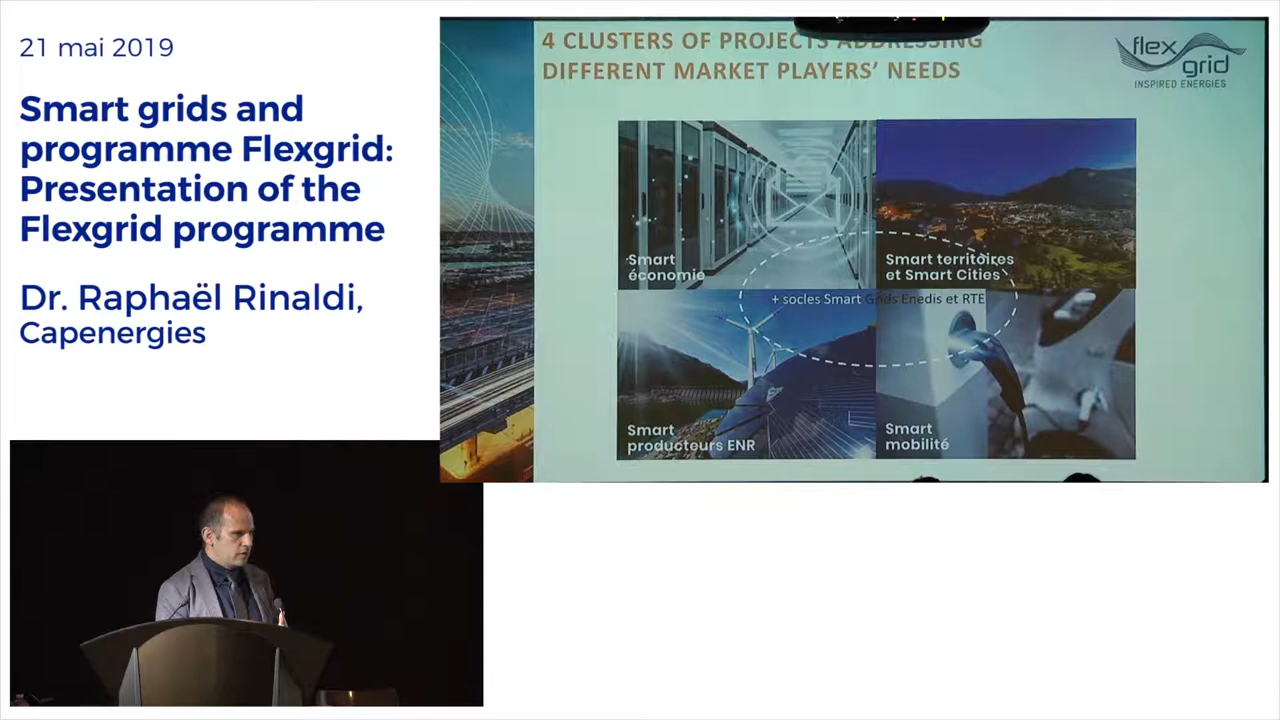 21 mai 2019
Smart grids and
programme Flexgrid:
Presentation of the
Flexgrid programme
Dr. Raphaël Rinaldi,
Capenergies
4 CLUSTERS OF PROJECTS ADDRESSING
DIFFERENT MARKET PLAYERS' NEEDS
flex
grid
INSPIRED ENERGIES
Smart
économie
Smart territoires
et Smart Cities
+ socles Smart Grids Enedis et RTE
Smart
producteurs ENR
Smart
mobilité